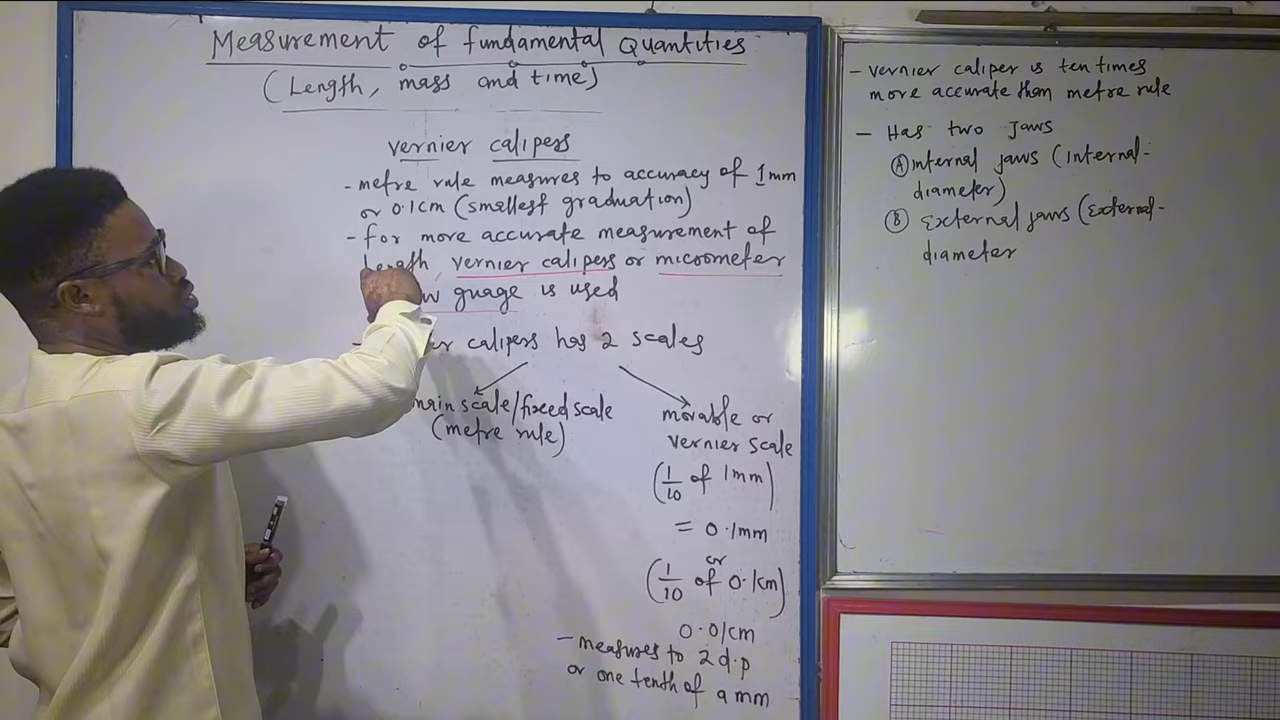 Measurement of fundamental Quantities
(Length, mass and time)
vernier calipers
- metre rule measures to accuracy of 1mm
or 0.1cm (smallest graduation)
- for more accurate measurement of
length, vernier calipers or micrometer
guage is used
calipers has 2 scales
main scale/fixed scale
(metre rule)
movable or
vernier scale
(1/10 of 1mm)
= 0.1mm
or
(1/10 of 0.1cm)
0.01cm
- measures to 2 d.p
or one tenth of a mm
- vernier caliper is ten times
more accurate than metre rule
- Has two jaws
(A) internal jaws (internal-
diameter)
(B) External jaws (External-
diameter